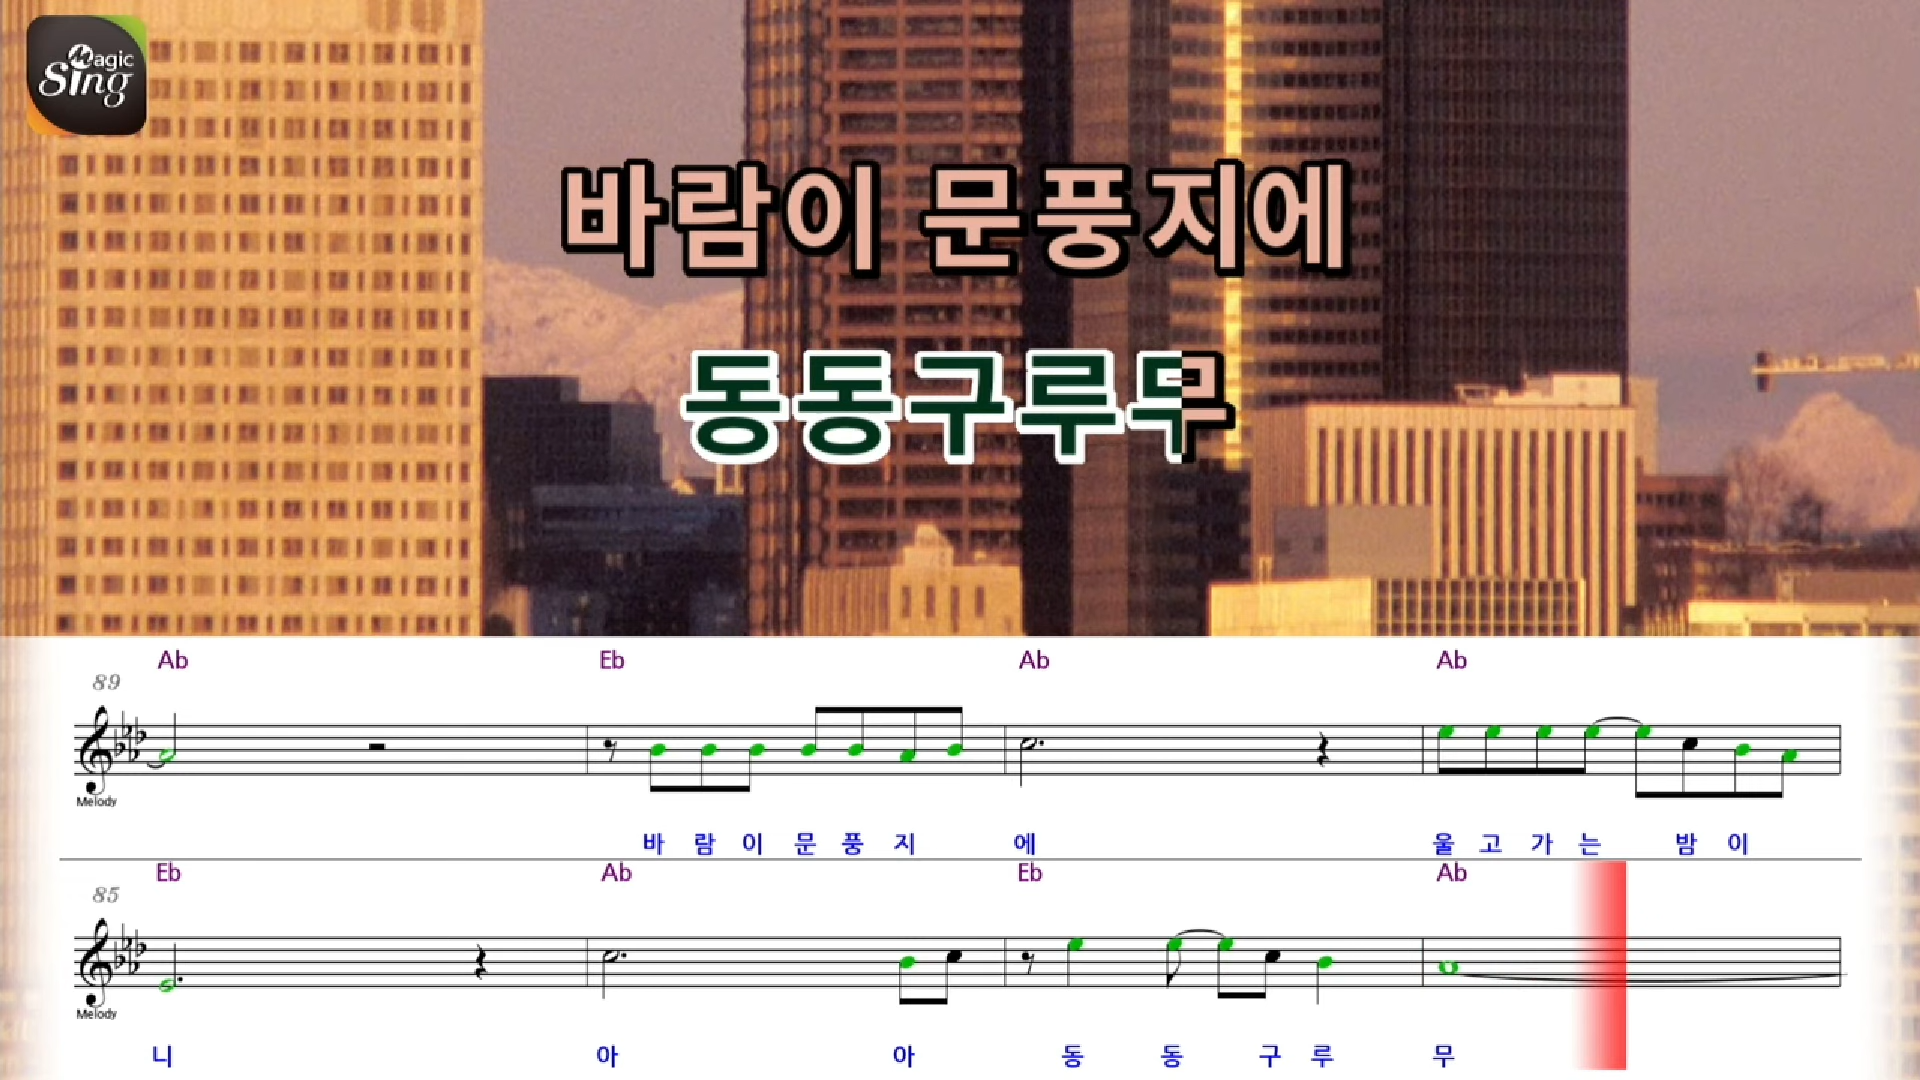 Magic
Sing
바람이 문풍지에
동동구루무
Ab Eb Ab Ab
89
Melody
바 람 이 문 풍 지 에 울 고 가 는 밤 이
Eb Ab Eb Ab
85
Melody
니 아 아 동 동 구 루 무